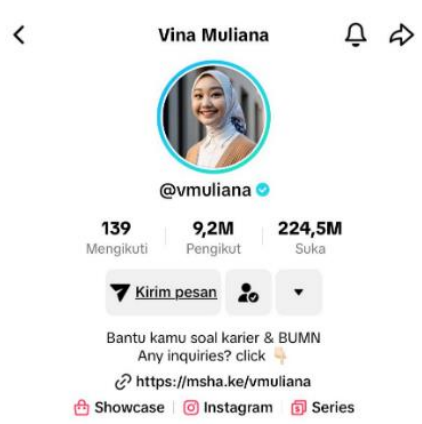 Vina Muliana
@vmuliana
139 9,2M 224,5M
Mengikuti Pengikut Suka
Kirim pesan
Bantu kamu soal karier & BUMN
Any inquiries? click 👇🏻
https://msha.ke/vmuliana
Showcase Instagram Series